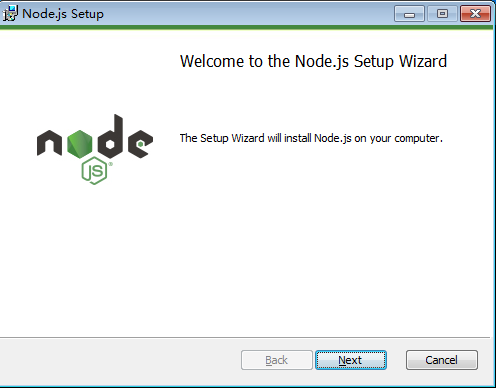 Node.js Setup
Welcome to the Node.js Setup Wizard
The Setup Wizard will install Node.js on your computer.
node
JS®
Back
Next
Cancel